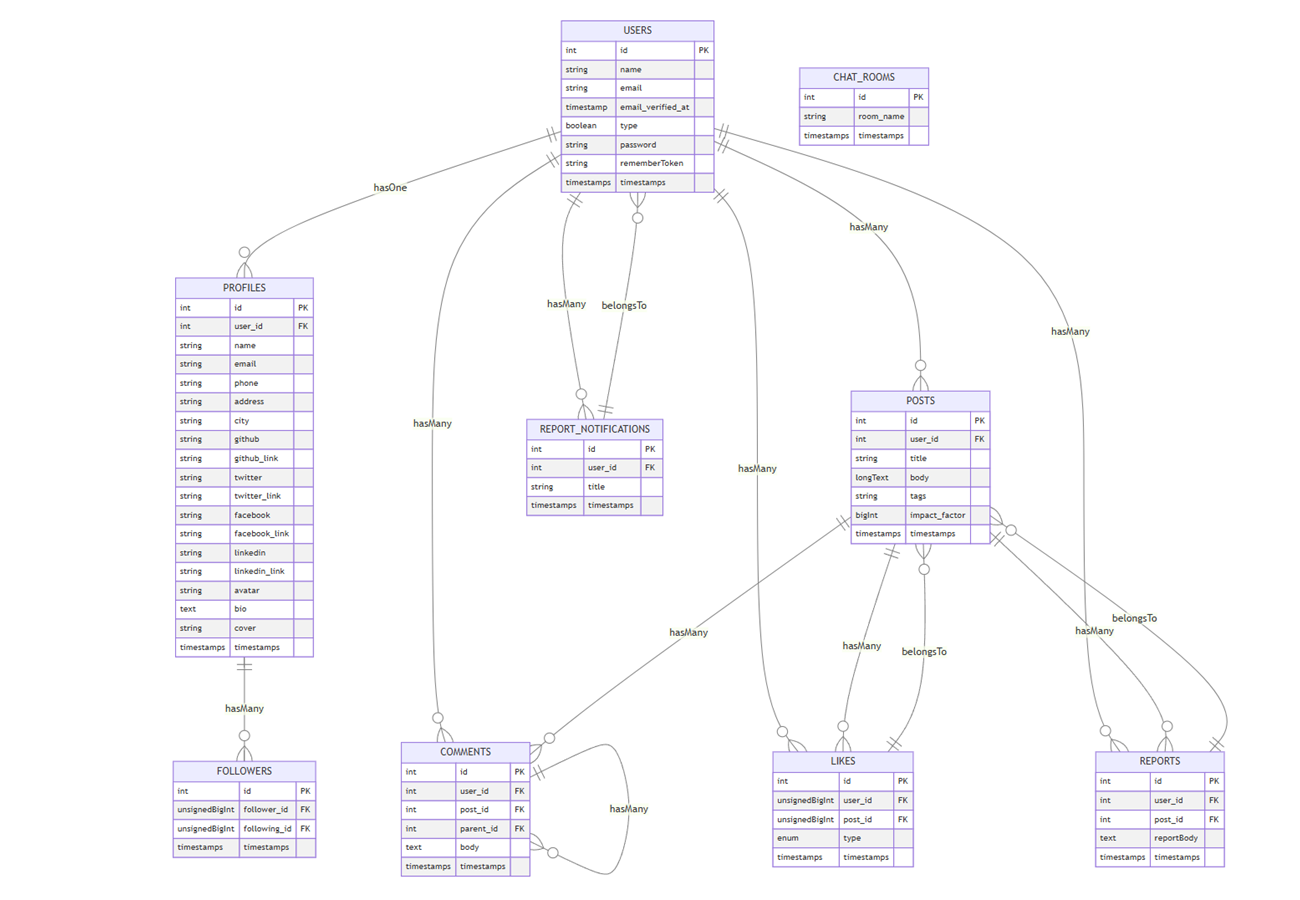 USERS
int id PK
string name
string email
timestamp email_verified_at
boolean type
string password
string rememberToken
timestamps timestamps
CHAT_ROOMS
int id PK
string room_name
timestamps timestamps
hasOne
hasMany
hasMany
belongsTo
hasMany
hasMany
hasMany
PROFILES
int id PK
int user_id FK
string name
string email
string phone
string address
string city
string github
string github_link
string twitter
string twitter_link
string facebook
string facebook_link
string linkedin
string linkedin_link
string avatar
text bio
string cover
timestamps timestamps
REPORT_NOTIFICATIONS
int id PK
int user_id FK
string title
timestamps timestamps
POSTS
int id PK
int user_id FK
string title
longText body
string tags
bigInt impact_factor
timestamps timestamps
hasMany
hasMany
hasMany
belongsTo
hasMany
belongsTo
FOLLOWERS
int id PK
unsignedBigInt follower_id FK
unsignedBigInt following_id FK
timestamps timestamps
COMMENTS
int id PK
int user_id FK
int post_id FK
int parent_id FK
text body
timestamps timestamps
hasMany
LIKES
int id PK
unsignedBigInt user_id FK
unsignedBigInt post_id FK
enum type
timestamps timestamps
REPORTS
int id PK
int user_id FK
int post_id FK
text reportBody
timestamps timestamps